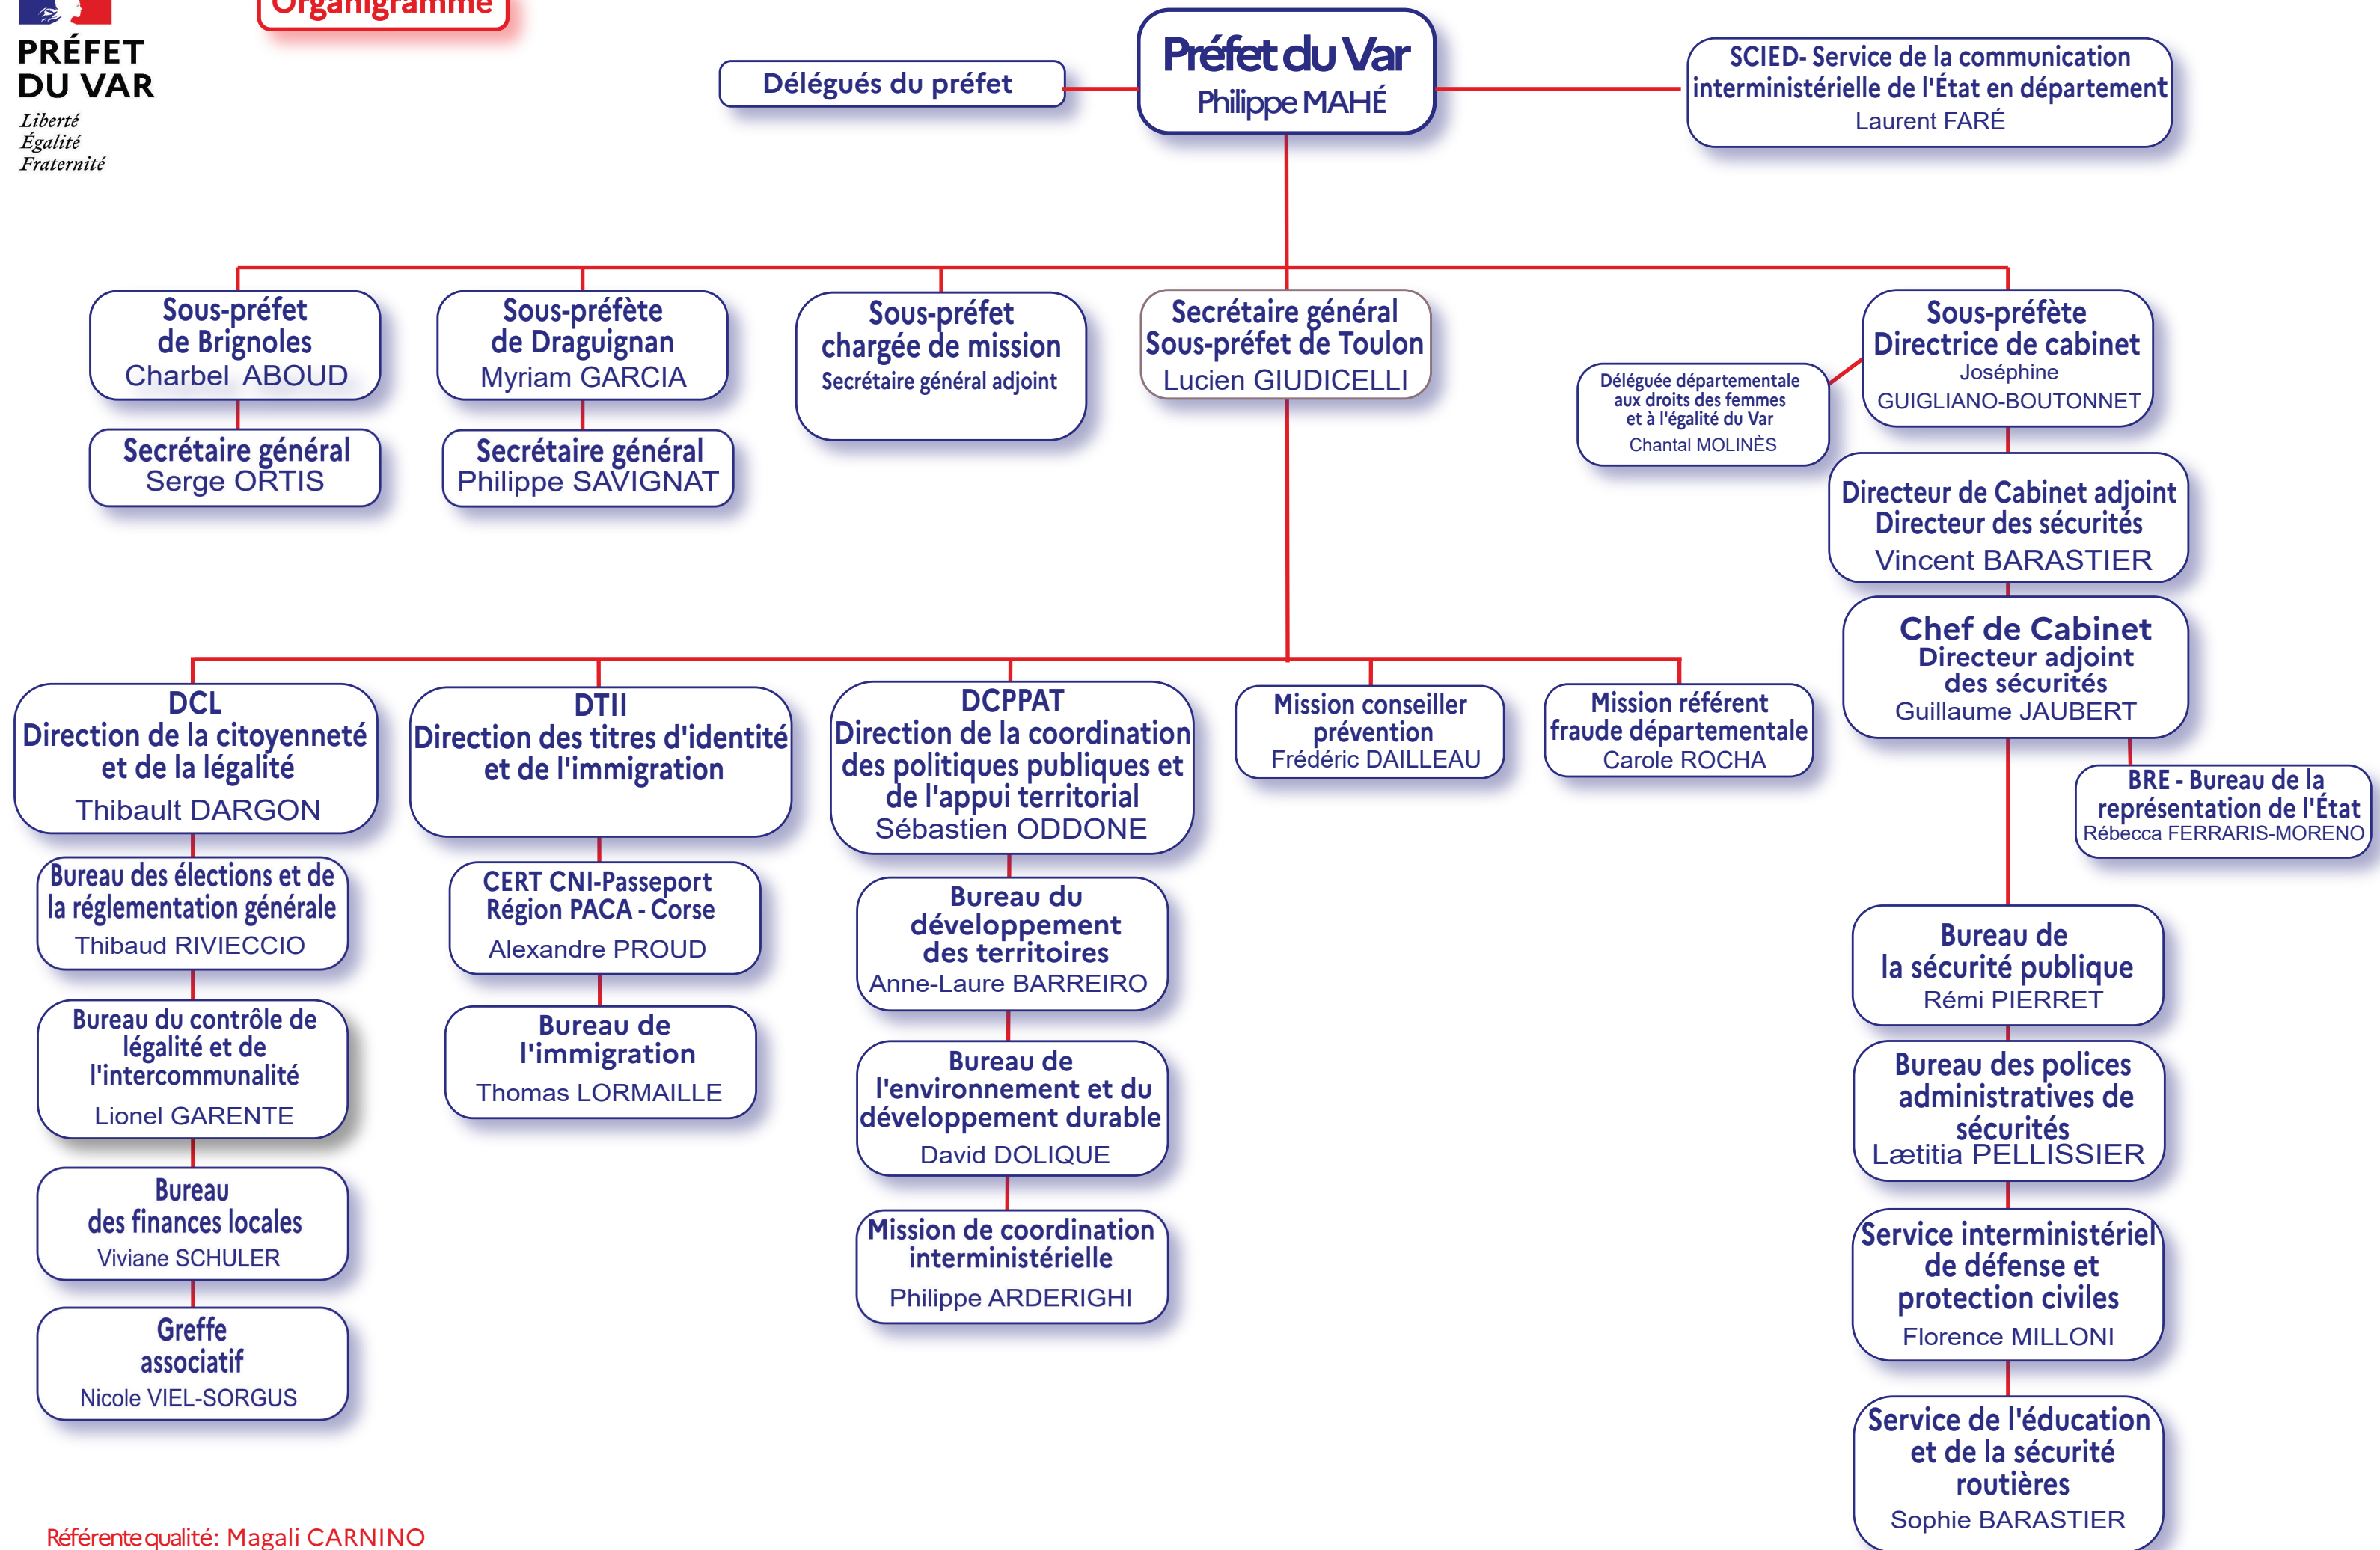 Organigramme
PRÉFET
DU VAR
Liberté
Égalité
Fraternité
Délégués du préfet
Préfet du Var
Philippe MAHÉ
SCIED- Service de la communication
interministérielle de l'État en département
Laurent FARÉ
Sous-préfet
de Brignoles
Charbel ABOUD
Secrétaire général
Serge ORTIS
Sous-préfète
de Draguignan
Myriam GARCIA
Secrétaire général
Philippe SAVIGNAT
Sous-préfet
chargée de mission
Secrétaire général adjoint
Secrétaire général
Sous-préfet de Toulon
Lucien GIUDICELLI
Déléguée départementale
aux droits des femmes
et à l'égalité du Var
Chantal MOLINÈS
Sous-préfète
Directrice de cabinet
Joséphine
GUIGLIANO-BOUTONNET
Directeur de Cabinet adjoint
Directeur des sécurités
Vincent BARASTIER
Chef de Cabinet
Directeur adjoint
des sécurités
Guillaume JAUBERT
BRE - Bureau de la
représentation de l'État
Rébecca FERRARIS-MORENO
DCL
Direction de la citoyenneté
et de la légalité
Thibault DARGON
Bureau des élections et de
la réglementation générale
Thibaud RIVIECCIO
Bureau du contrôle de
légalité et de
l'intercommunalité
Lionel GARENTE
Bureau
des finances locales
Viviane SCHULER
Greffe
associatif
Nicole VIEL-SORGUS
DTII
Direction des titres d'identité
et de l'immigration
CERT CNI-Passeport
Région PACA - Corse
Alexandre PROUD
Bureau de
l'immigration
Thomas LORMAILLE
DCPPAT
Direction de la coordination
des politiques publiques et
de l'appui territorial
Sébastien ODDONE
Bureau du
développement
des territoires
Anne-Laure BARREIRO
Bureau de
l'environnement et du
développement durable
David DOLIQUE
Mission de coordination
interministérielle
Philippe ARDERIGHI
Mission conseiller
prévention
Frédéric DAILLEAU
Mission référent
fraude départementale
Carole ROCHA
Bureau de
la sécurité publique
Rémi PIERRET
Bureau des polices
administratives de
sécurités
Lætitia PELLISSIER
Service interministériel
de défense et
protection civiles
Florence MILLONI
Service de l'éducation
et de la sécurité
routières
Sophie BARASTIER
Référente qualité: Magali CARNINO